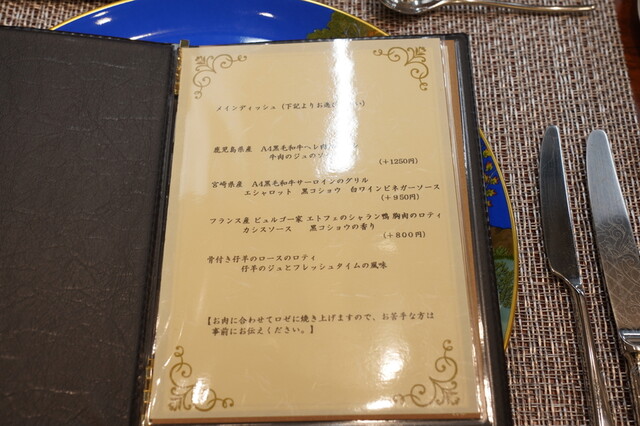 メインディッシュ (下記よりお選び
鹿児島県産 A4黒毛和牛ヘレ肉
牛肉のジュのソ
(+1250円)
宮崎県産 A4黒毛和牛サーロインのグリル
エシャロット 黒コショウ 白ワインビネガーソース
(+950円)
フランス産 ビュルゴー家 エトフェのシャラン鴨 胸肉のロティ
カシスソース 黒コショウの香り
(+800円)
骨付き仔羊のロースのロティ
仔羊のジュとフレッシュタイムの風味
【お肉に合わせてロゼに焼き上げますので、お苦手な方は
事前にお伝えください。】